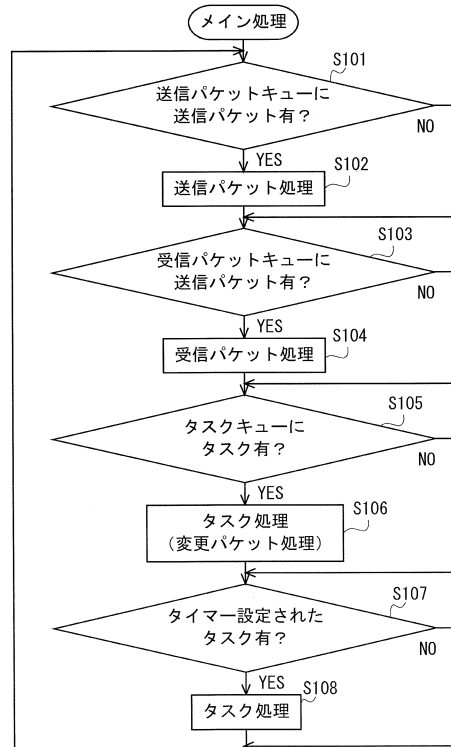 メイン処理
S101
送信パケットキューに
送信パケット有？
NO
YES
S102
送信パケット処理
S103
受信パケットキューに
送信パケット有？
NO
YES
S104
受信パケット処理
S105
タスクキューに
タスク有？
NO
YES
S106
タスク処理
（変更パケット処理）
S107
タイマー設定された
タスク有？
NO
YES
S108
タスク処理